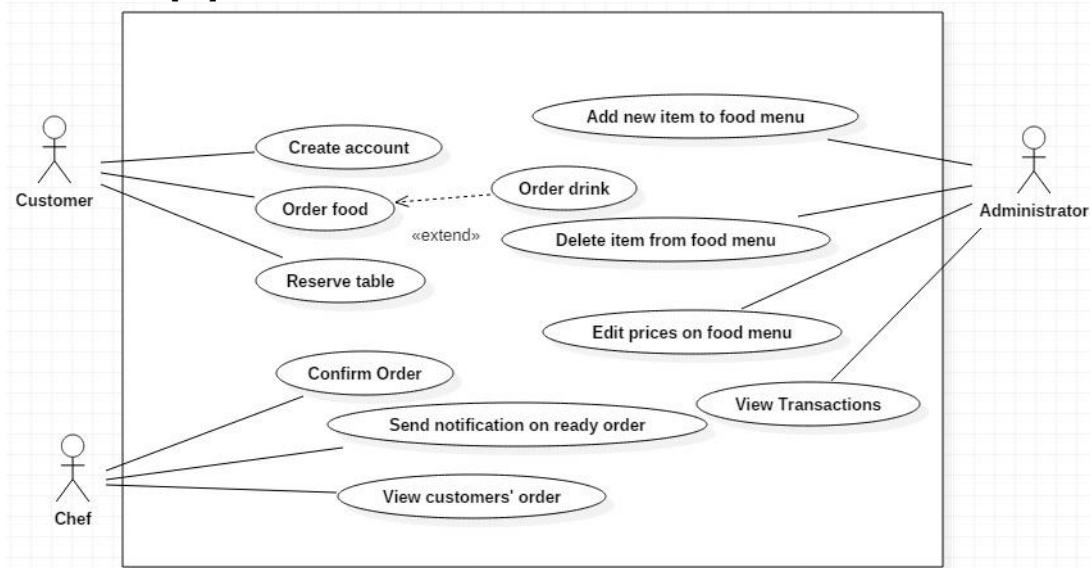 Add new item to food menu
Create account
Customer
Order food
Order drink
Administrator
«extend»
Delete item from food menu
Reserve table
Edit prices on food menu
Confirm Order
View Transactions
Send notification on ready order
View customers' order
Chef